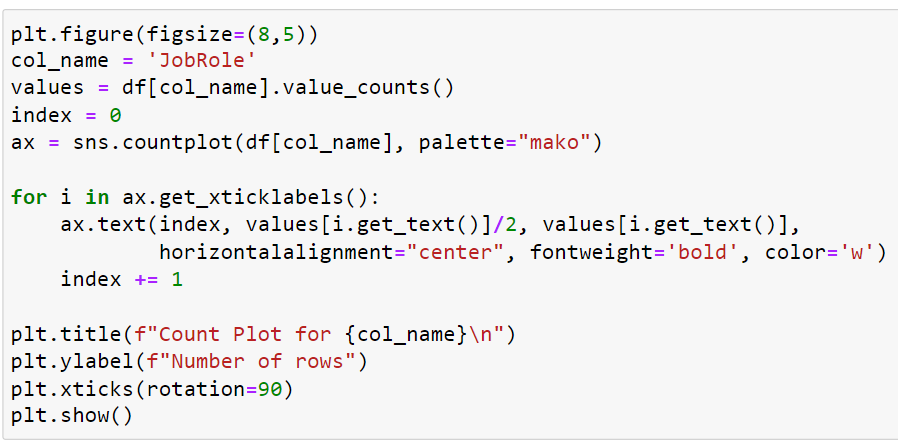 plt.figure(figsize=(8,5))
col_name = 'JobRole'
values = df[col_name].value_counts()
index = 0
ax = sns.countplot(df[col_name], palette="mako")

for i in ax.get_xticklabels():
    ax.text(index, values[i.get_text()]/2, values[i.get_text()],
            horizontalalignment="center", fontweight='bold', color='w')
    index += 1

plt.title(f"Count Plot for {col_name}\n")
plt.ylabel(f"Number of rows")
plt.xticks(rotation=90)
plt.show()